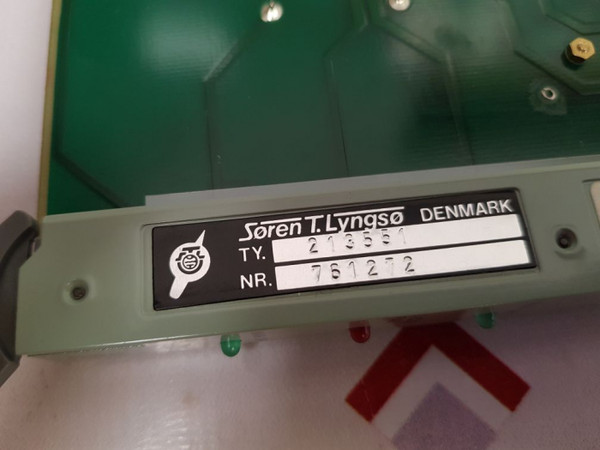 Søren T. Lyngsø DENMARK
TY. 213551
NR. 761272